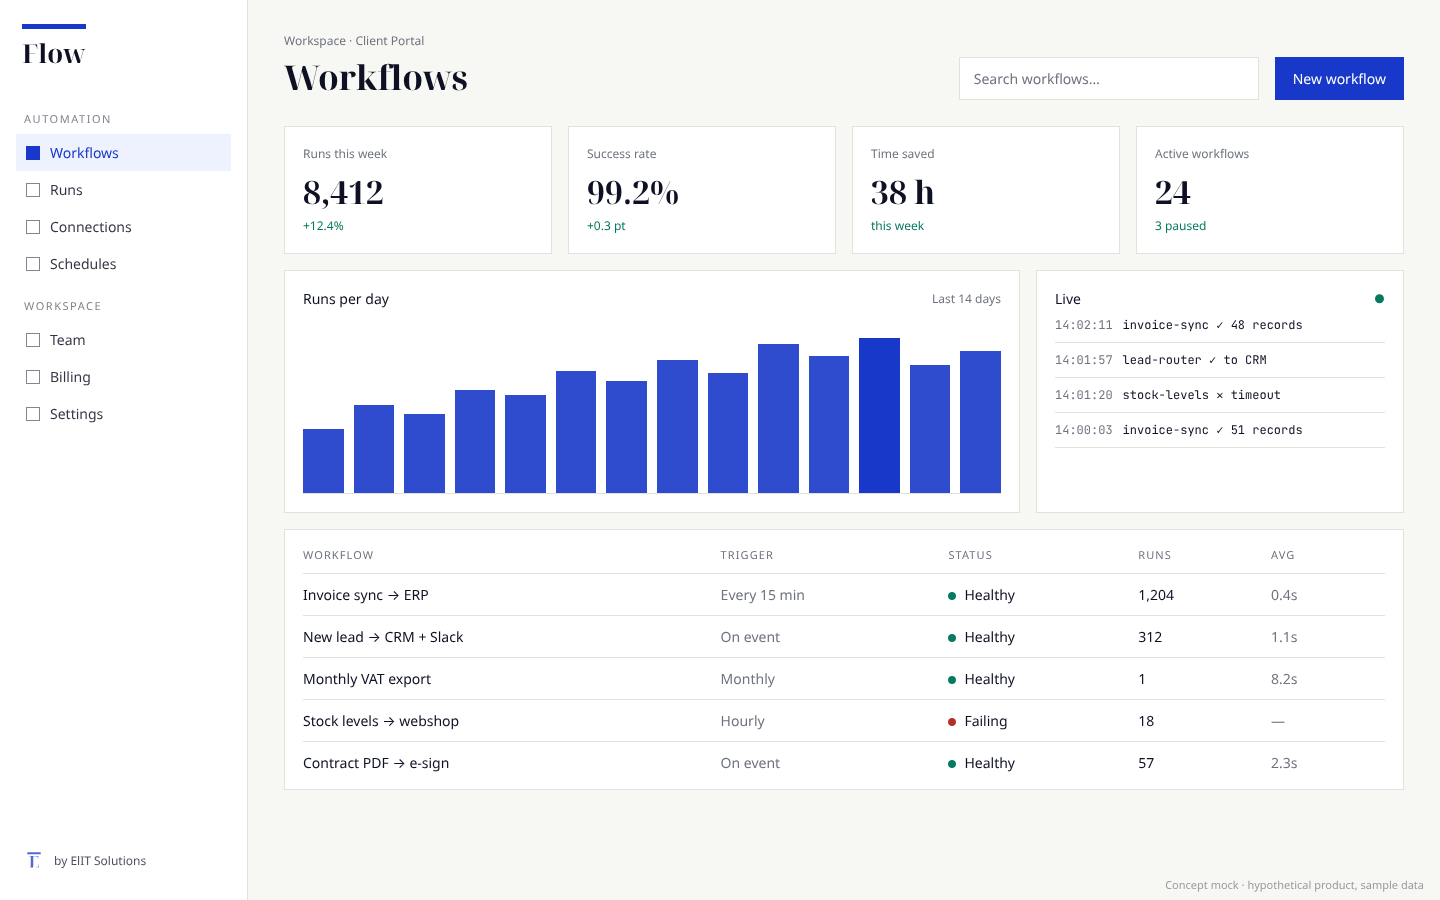 Flow
AUTOMATION
Workflows
Runs
Connections
Schedules
WORKSPACE
Team
Billing
Settings
by EIIT Solutions
Workspace · Client Portal
Workflows
Search workflows...
New workflow
Runs this week
8,412
+12.4%
Success rate
99.2%
+0.3 pt
Time saved
38 h
this week
Active workflows
24
3 paused
Runs per day
Last 14 days
Live
14:02:11 invoice-sync ✓ 48 records
14:01:57 lead-router ✓ to CRM
14:01:20 stock-levels × timeout
14:00:03 invoice-sync ✓ 51 records
WORKFLOW TRIGGER STATUS RUNS AVG
Invoice sync → ERP Every 15 min Healthy 1,204 0.4s
New lead → CRM + Slack On event Healthy 312 1.1s
Monthly VAT export Monthly Healthy 1 8.2s
Stock levels → webshop Hourly Failing 18 —
Contract PDF → e-sign On event Healthy 57 2.3s
Concept mock · hypothetical product, sample data